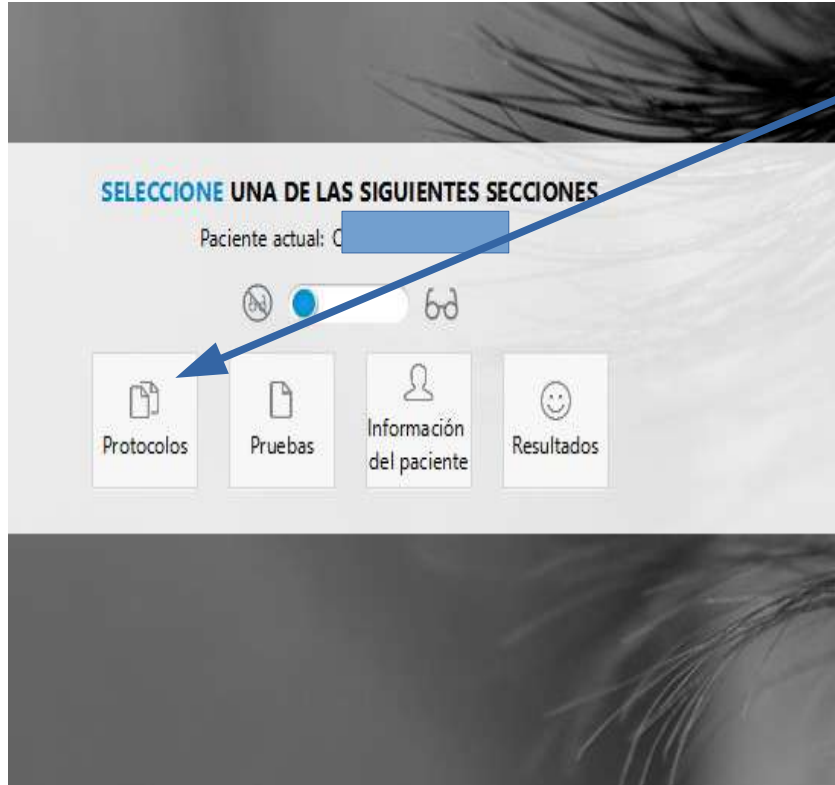 SELECCIONE UNA DE LAS SIGUIENTES SECCIONES
Paciente actual: C
Protocolos
Pruebas
Información
del paciente
Resultados